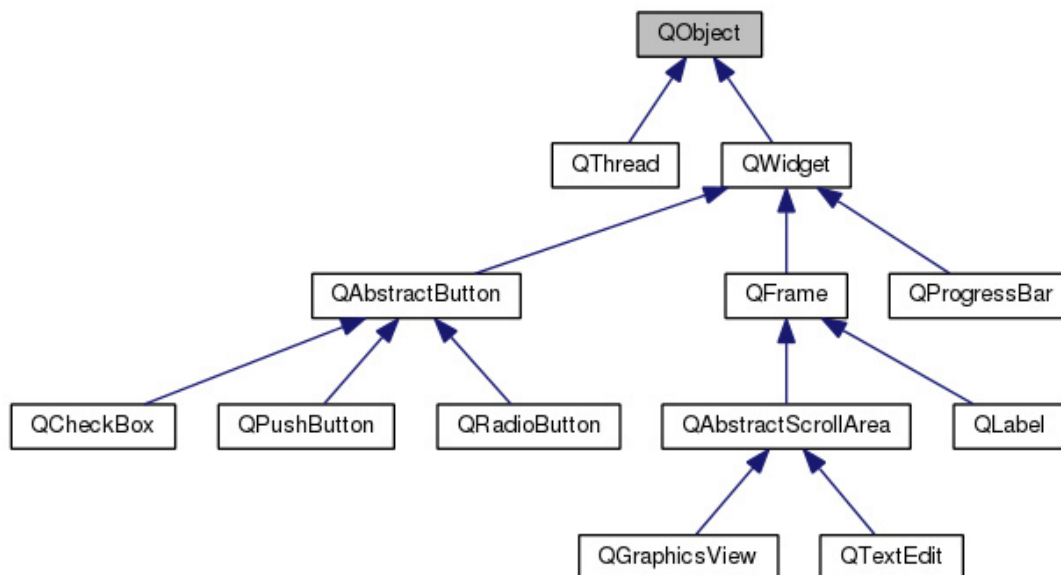 QObject
QThread
QWidget
QAbstractButton
QFrame
QProgressBar
QCheckBox
QPushButton
QRadioButton
QAbstractScrollArea
QLabel
QGraphicsView
QTextEdit